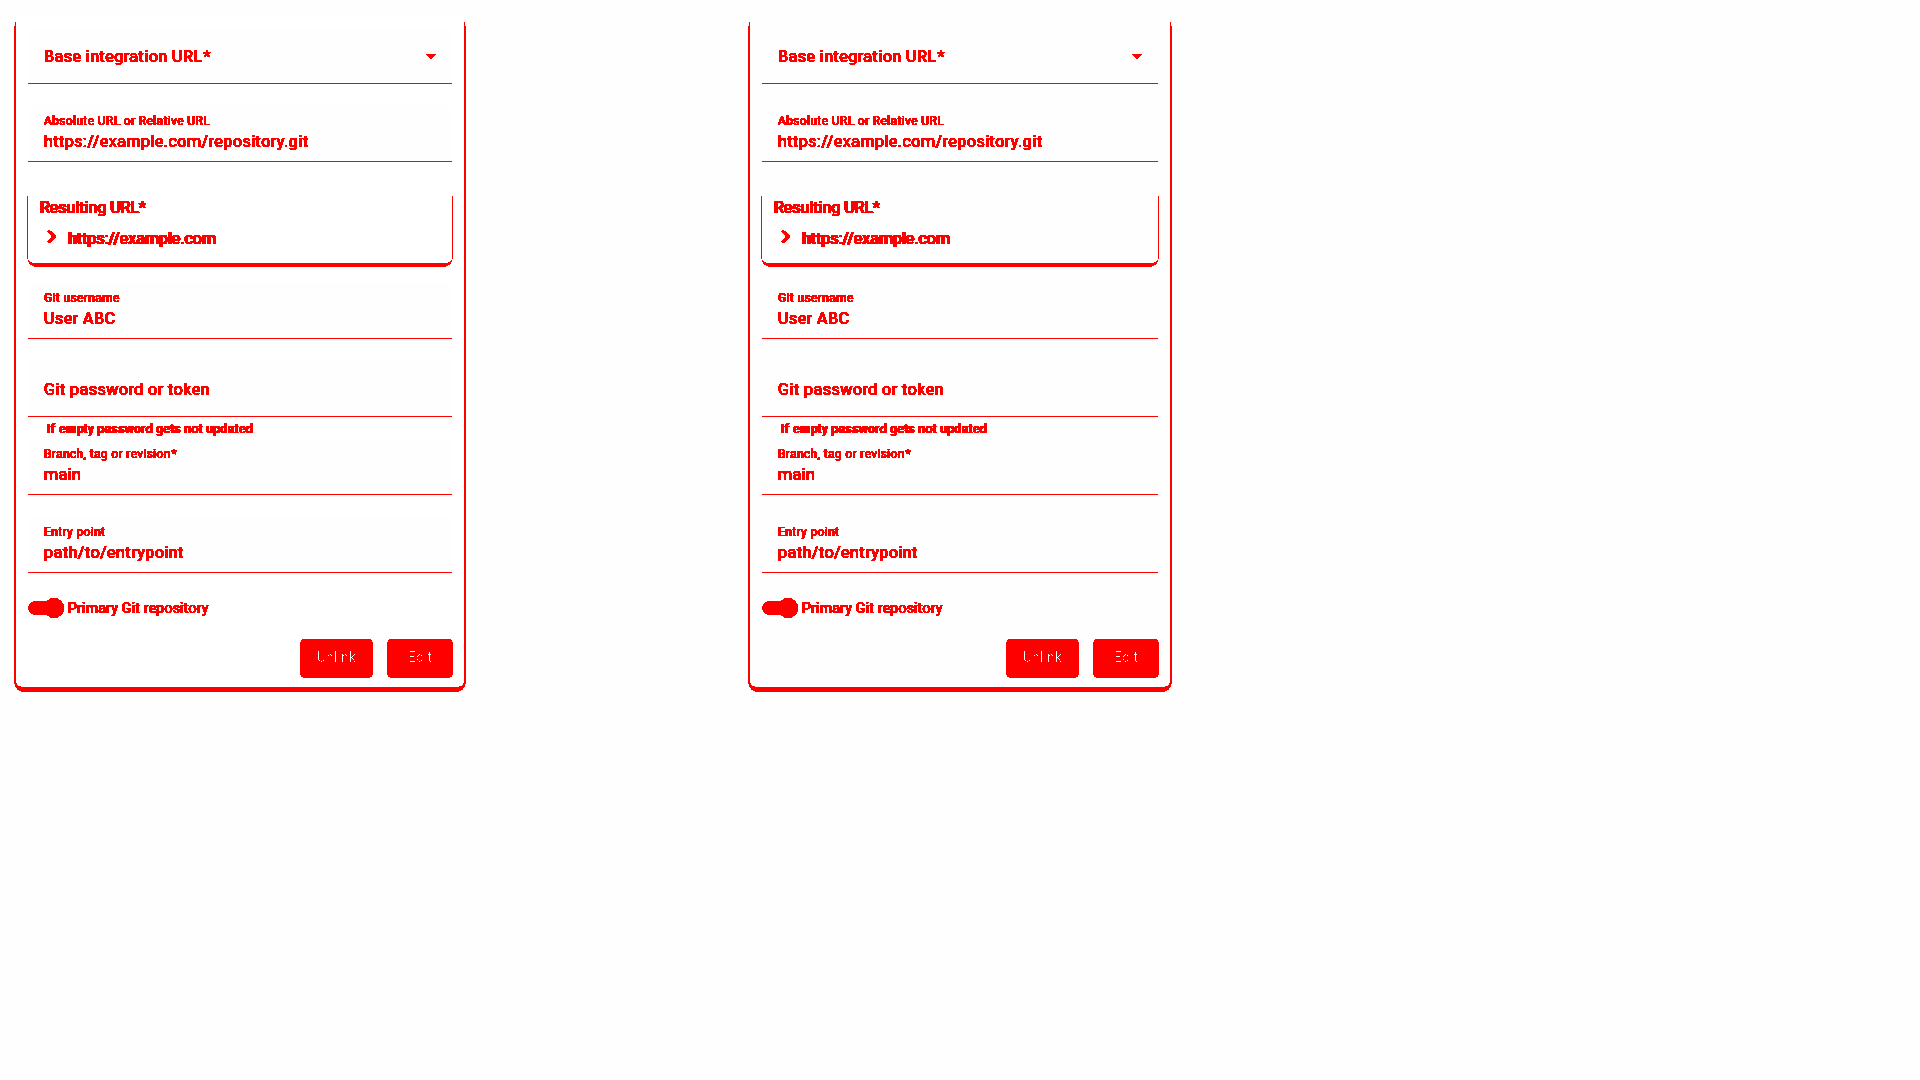 Base integration URL*
Absolute URL or Relative URL
https://example.com/repository.git
Resulting URL*
https://example.com
Git username
User ABC
Git password or token
If empty password gets not updated
Branch, tag or revision*
main
Entry point
path/to/entrypoint
Primary Git repository
Unlink Edit
Base integration URL*
Absolute URL or Relative URL
https://example.com/repository.git
Resulting URL*
https://example.com
Git username
User ABC
Git password or token
If empty password gets not updated
Branch, tag or revision*
main
Entry point
path/to/entrypoint
Primary Git repository
Unlink Edit